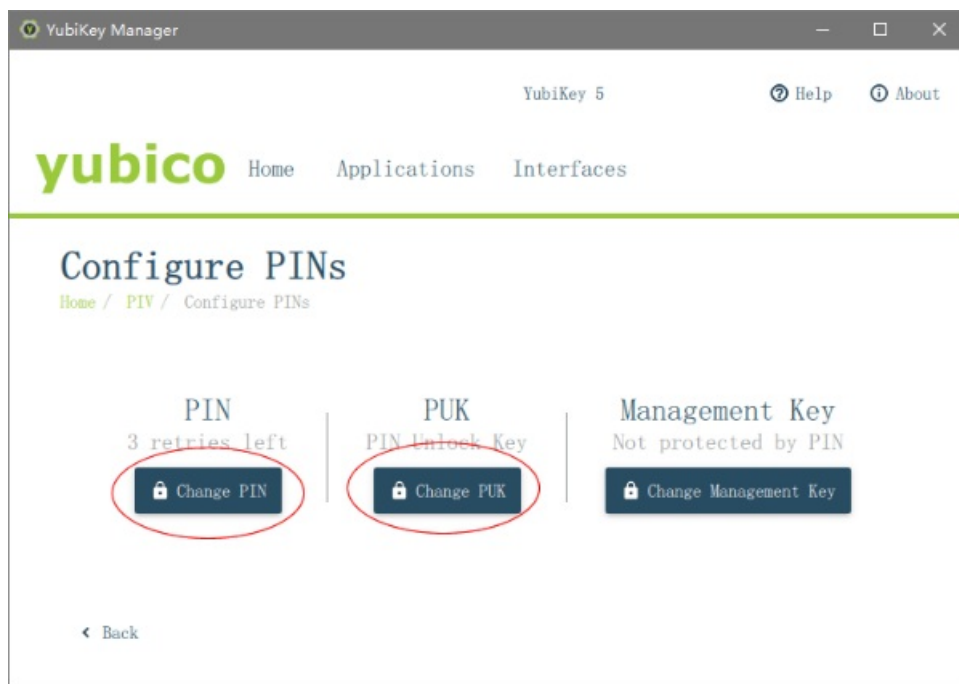 YubiKey Manager
YubiKey 5 Help About
yubico Home Applications Interfaces
Configure PINs
Home / PIV / Configure PINs
PIN PUK Management Key
3 retries left PIN Unlock Key Not protected by PIN
Change PIN Change PUK Change Management Key
Back